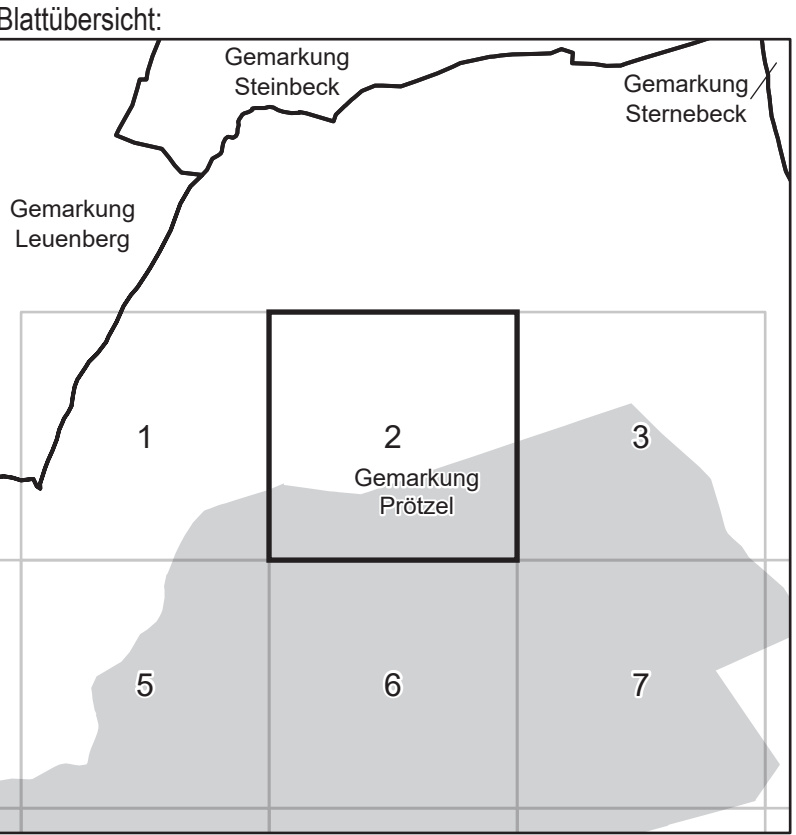 Blattübersicht:
Gemarkung
Steinbeck
Gemarkung
Sternebeck
Gemarkung
Leuenberg
1
2
3
Gemarkung
Prötzel
5
6
7